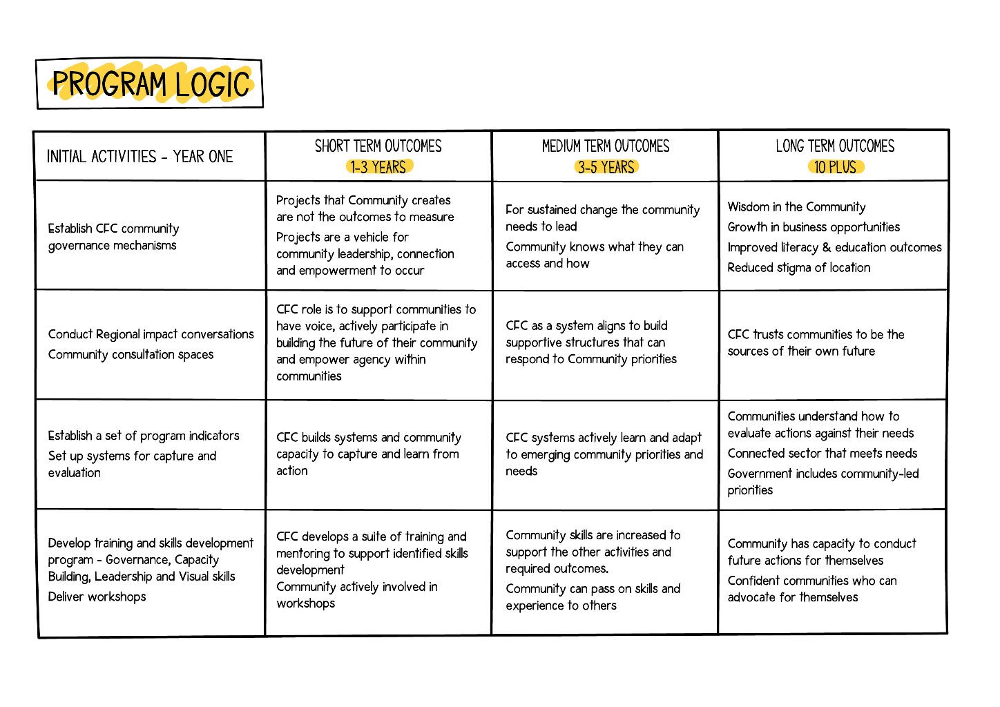 PROGRAM LOGIC
INITIAL ACTIVITIES - YEAR ONE
SHORT TERM OUTCOMES
1-3 YEARS
MEDIUM TERM OUTCOMES
3-5 YEARS
LONG TERM OUTCOMES
10 PLUS
Establish CFC community
governance mechanisms
Projects that Community creates
are not the outcomes to measure
Projects are a vehicle for
community leadership, connection
and empowerment to occur
For sustained change the community
needs to lead
Community knows what they can
access and how
Wisdom in the Community
Growth in business opportunities
Improved literacy & education outcomes
Reduced stigma of location
Conduct Regional impact conversations
Community consultation spaces
CFC role is to support communities to
have voice, actively participate in
building the future of their community
and empower agency within
communities
CFC as a system aligns to build
supportive structures that can
respond to Community priorities
CFC trusts communities to be the
sources of their own future
Establish a set of program indicators
Set up systems for capture and
evaluation
CFC builds systems and community
capacity to capture and learn from
action
CFC systems actively learn and adapt
to emerging community priorities and
needs
Communities understand how to
evaluate actions against their needs
Connected sector that meets needs
Government includes community-led
priorities
Develop training and skills development
program - Governance, Capacity
Building, Leadership and Visual skills
Deliver workshops
CFC develops a suite of training and
mentoring to support identified skills
development
Community actively involved in
workshops
Community skills are increased to
support the other activities and
required outcomes.
Community can pass on skills and
experience to others
Community has capacity to conduct
future actions for themselves
Confident communities who can
advocate for themselves